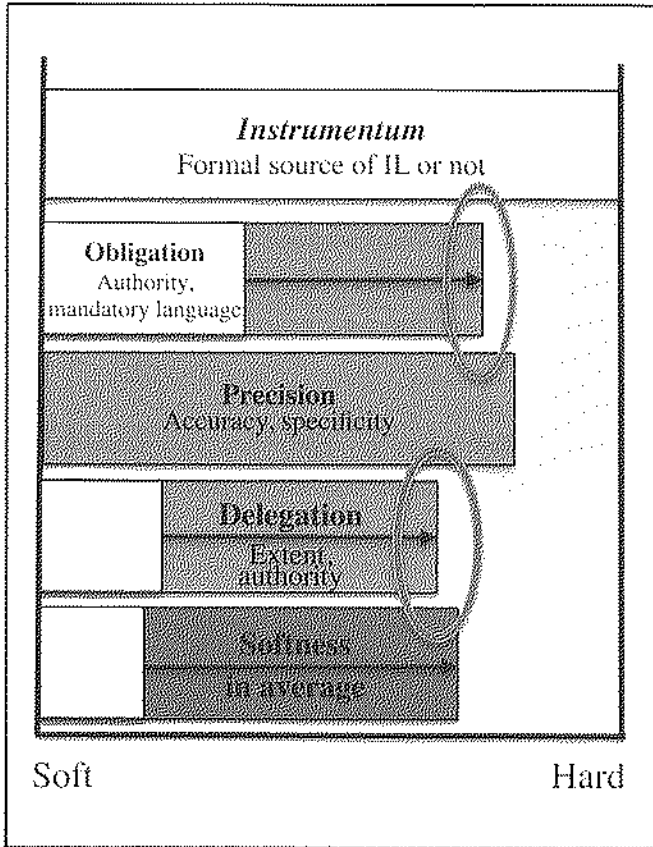 Instrumentum
Formal source of IL or not
Obligation
Authority,
mandatory language
Precision
Accuracy, specificity
Delegation
Extent,
authority
Softness
in average
Soft
Hard